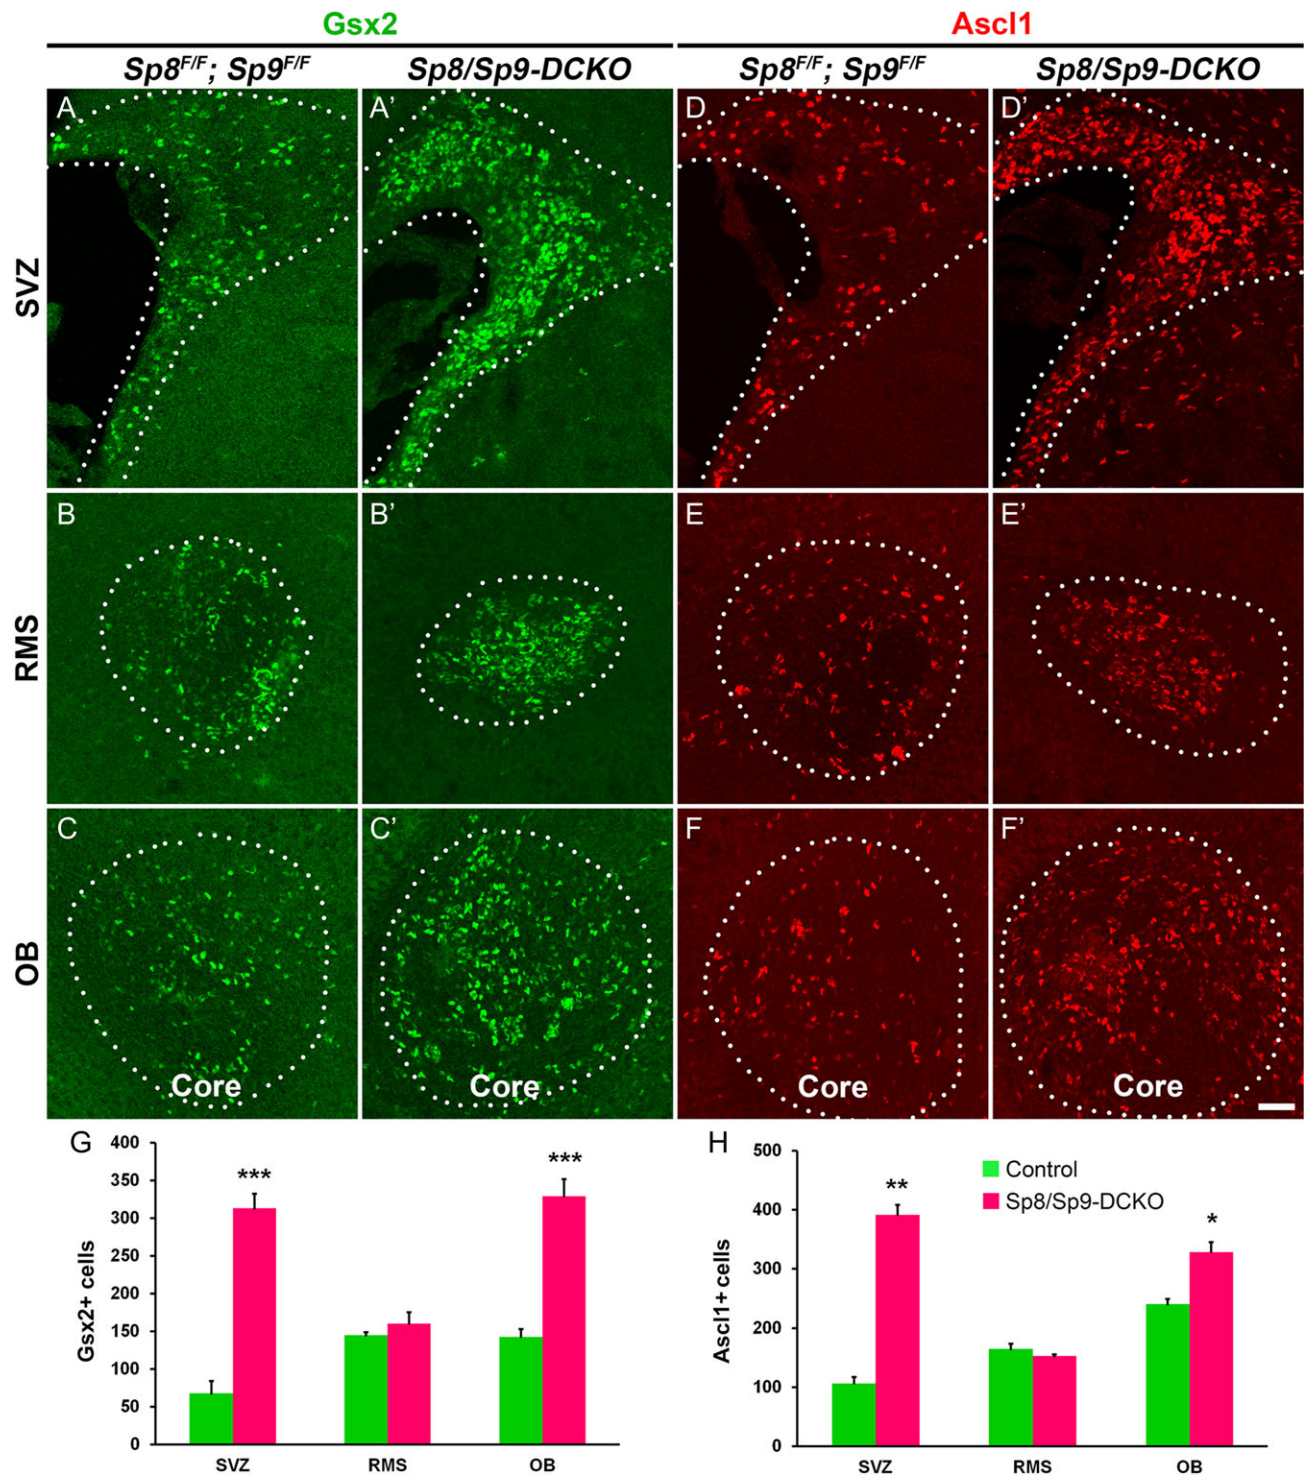 Gsx2 Ascl1
Sp8F/F; Sp9F/F Sp8/Sp9-DCKO Sp8F/F; Sp9F/F Sp8/Sp9-DCKO
A A' D D'
SVZ
B B' E E'
RMS
C C' F F'
OB
Core Core Core Core
G
400
350
300
250
200
150
100
50
0
Gsx2+ cells
*** ***
SVZ RMS OB
H
500
400
300
200
100
0
Ascl1+ cells
** *
Control
Sp8/Sp9-DCKO
SVZ RMS OB